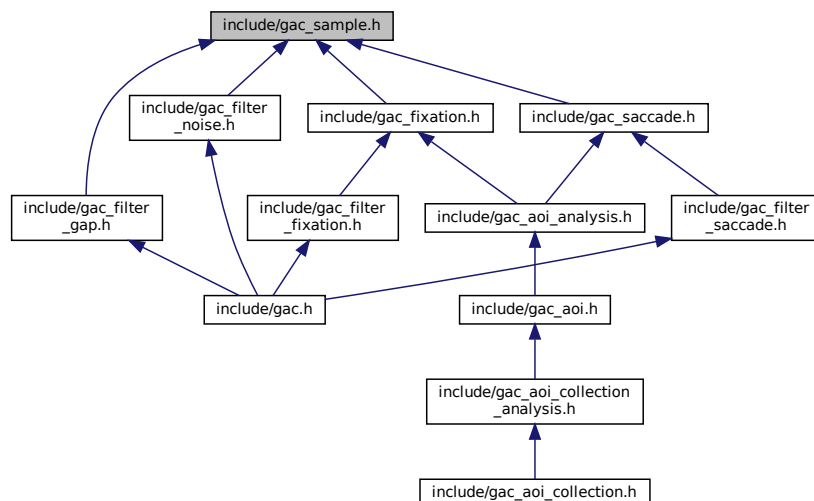 include/gac_sample.h
include/gac_filter
_noise.h
include/gac_fixation.h
include/gac_saccade.h
include/gac_filter
_gap.h
include/gac_filter
_fixation.h
include/gac_aoi_analysis.h
include/gac_filter
_saccade.h
include/gac.h
include/gac_aoi.h
include/gac_aoi_collection
_analysis.h
include/gac_aoi_collection.h